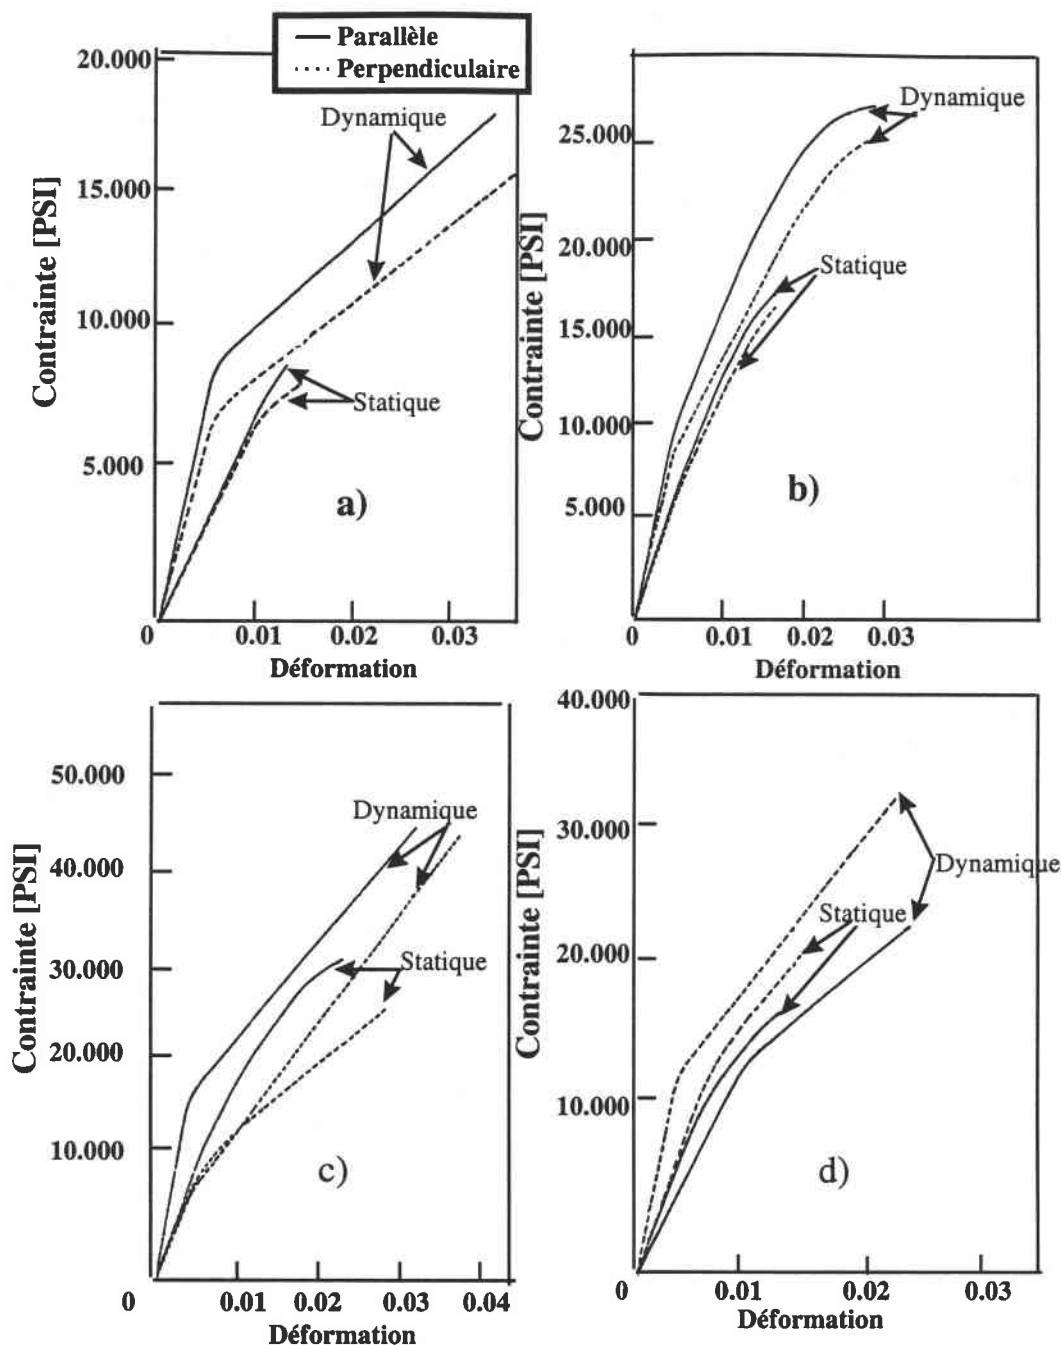 Parallèle
Perpendiculaire
20.000
15.000
10.000
5.000
Contrainte [PSI]
Dynamique
Statique
a)
0
0.01
0.02
0.03
Déformation
25.000
20.000
15.000
10.000
5.000
Contrainte [PSI]
Dynamique
Statique
b)
0
0.01
0.02
0.03
Déformation
50.000
40.000
30.000
20.000
10.000
Contrainte [PSI]
Dynamique
Statique
c)
0
0.01
0.02
0.03
0.04
Déformation
40.000
30.000
20.000
10.000
Contrainte [PSI]
Dynamique
Statique
d)
0
0.01
0.02
0.03
Déformation